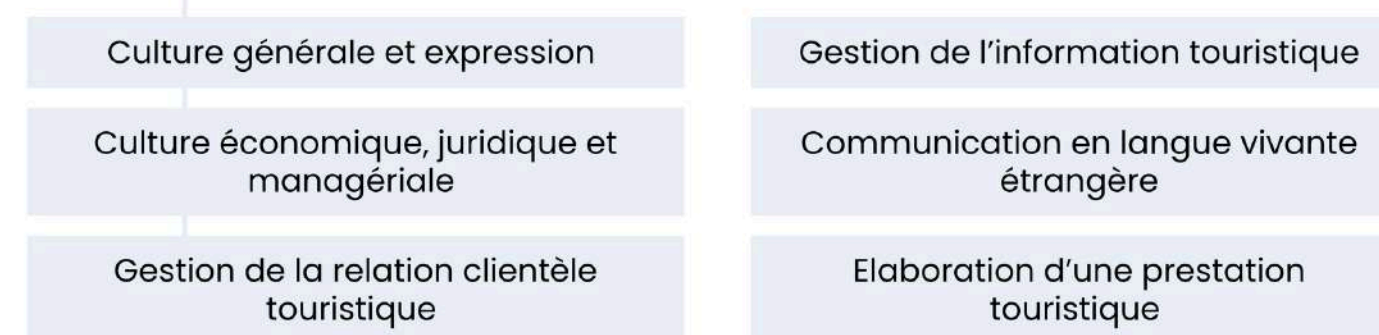 Culture générale et expression
Gestion de l'information touristique
Culture économique, juridique et
managériale
Communication en langue vivante
étrangère
Gestion de la relation clientèle
touristique
Elaboration d'une prestation
touristique